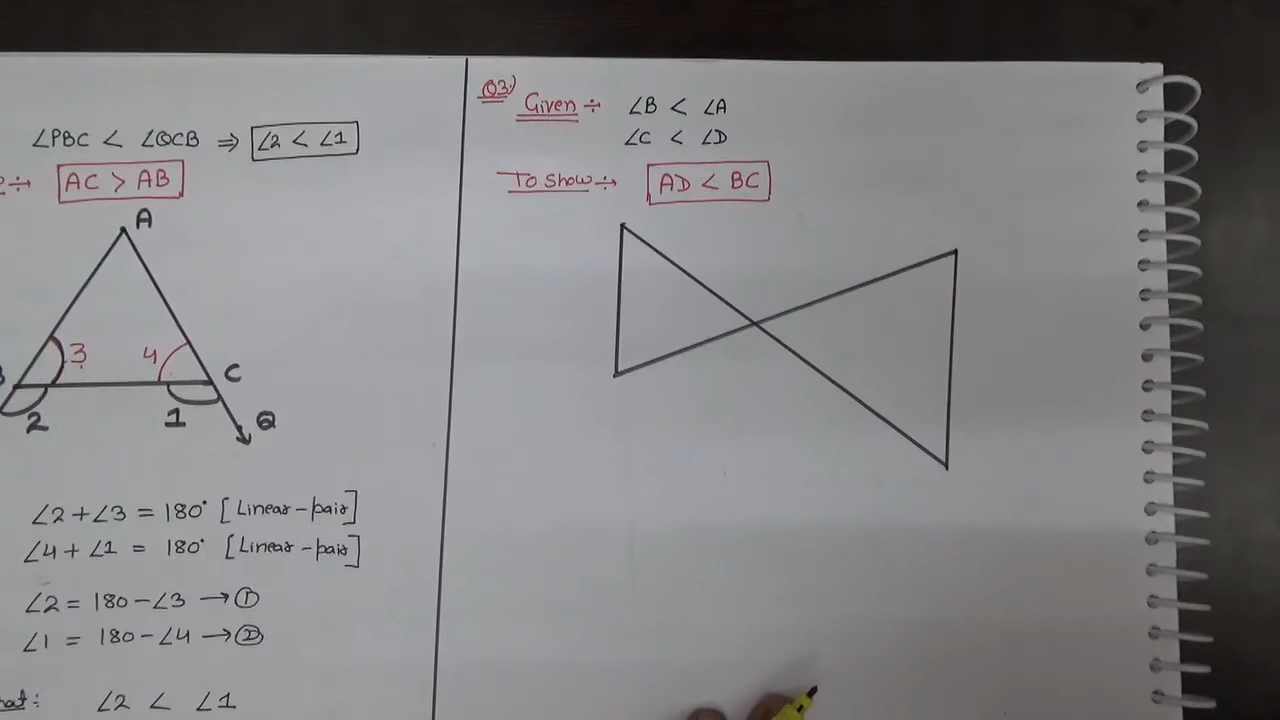 ∠PBC < ∠QCB ⇒ ∠2 < ∠1
AC > AB
A
3
4
C
2
1
Q
∠2 + ∠3 = 180° [Linear-pair]
∠4 + ∠1 = 180° [Linear-pair]
∠2 = 180 - ∠3 → ①
∠1 = 180 - ∠4 → ②
∠2 < ∠1
Q3.)
Given ÷ ∠B < ∠A
∠C < ∠D
To Show ÷ AD < BC